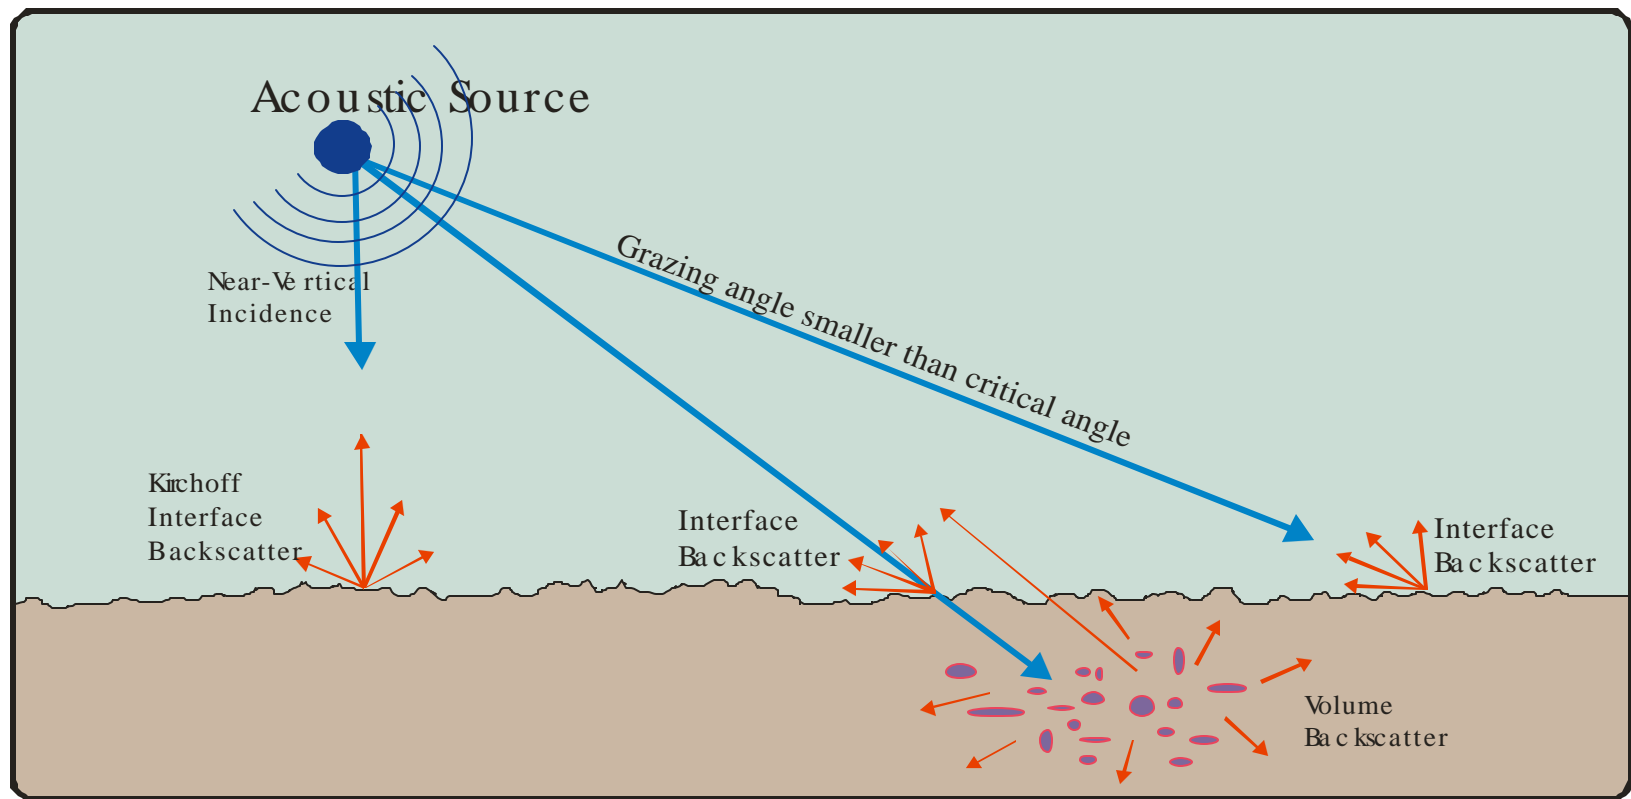 Acoustic Source
Near-Vertical
Incidence
Grazing angle smaller than critical angle
Kirchoff
Interface
Backscatter
Interface
Backscatter
Interface
Backscatter
Volume
Backscatter